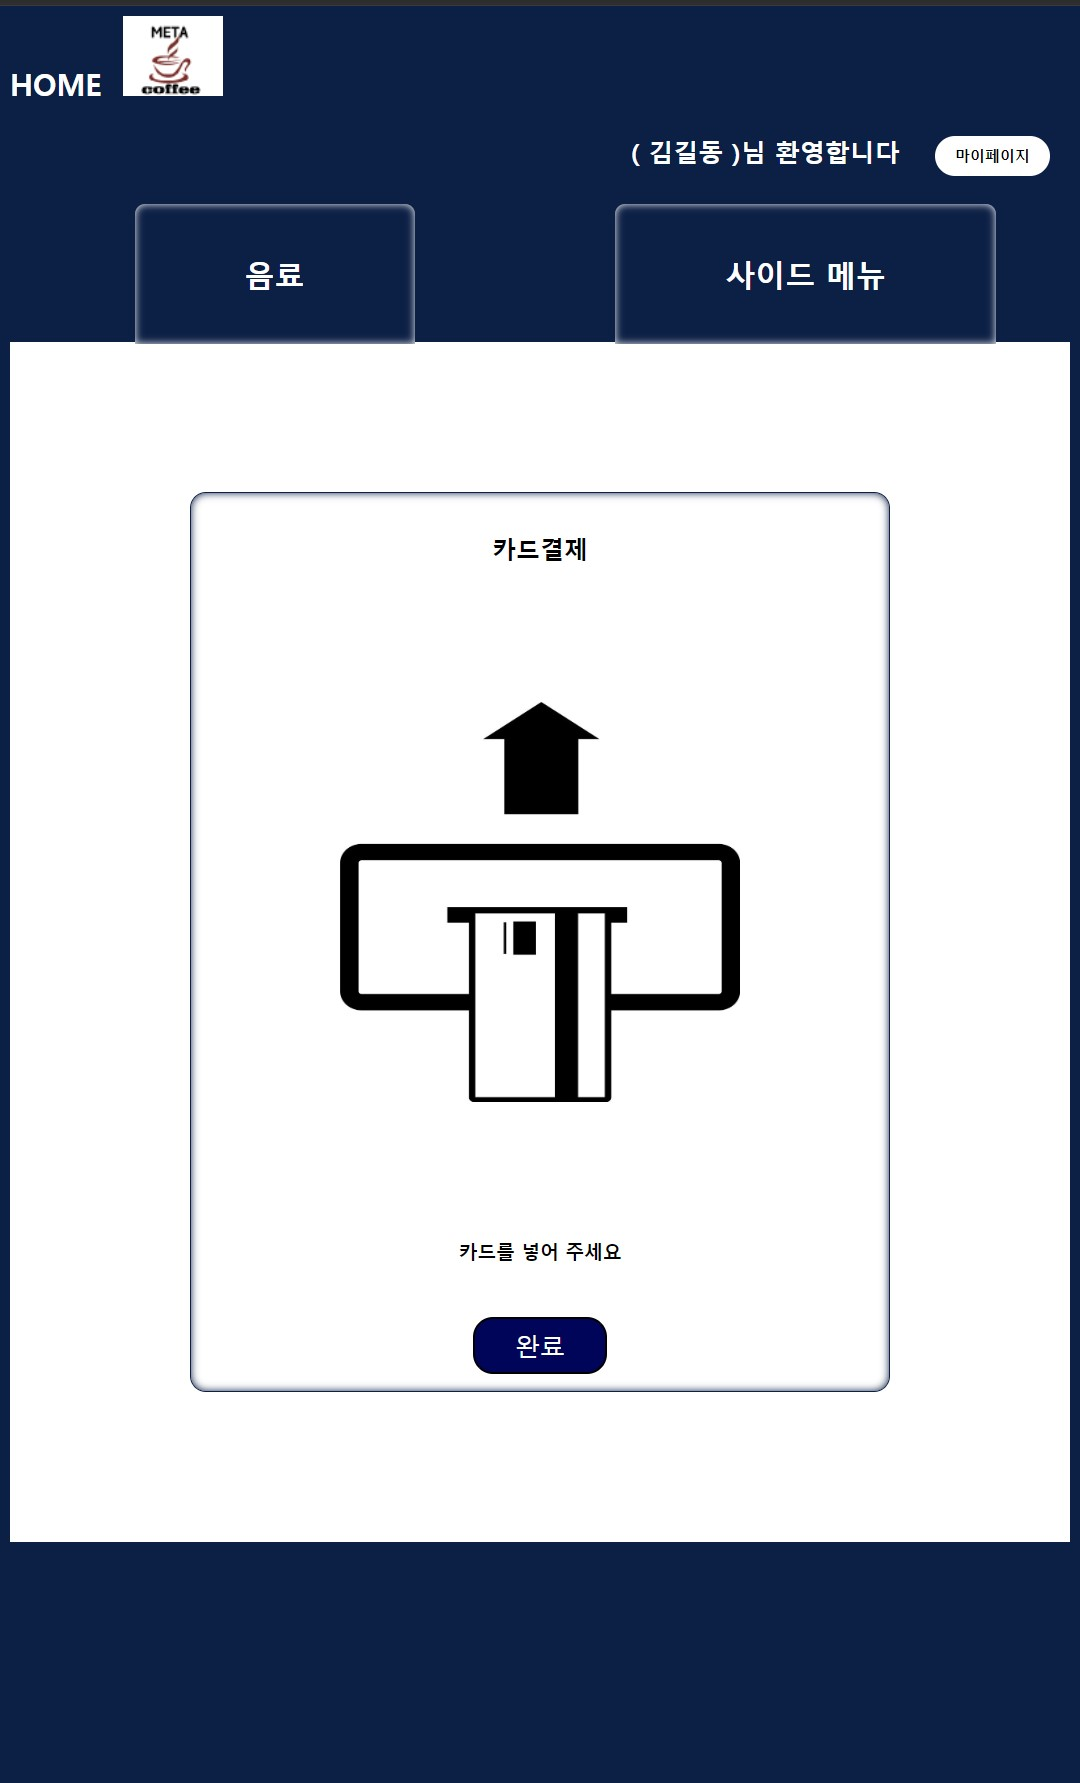 META
coffee
HOME
( 김길동 )님 환영합니다
마이페이지
음료
사이드 메뉴
카드결제
카드를 넣어 주세요
완료